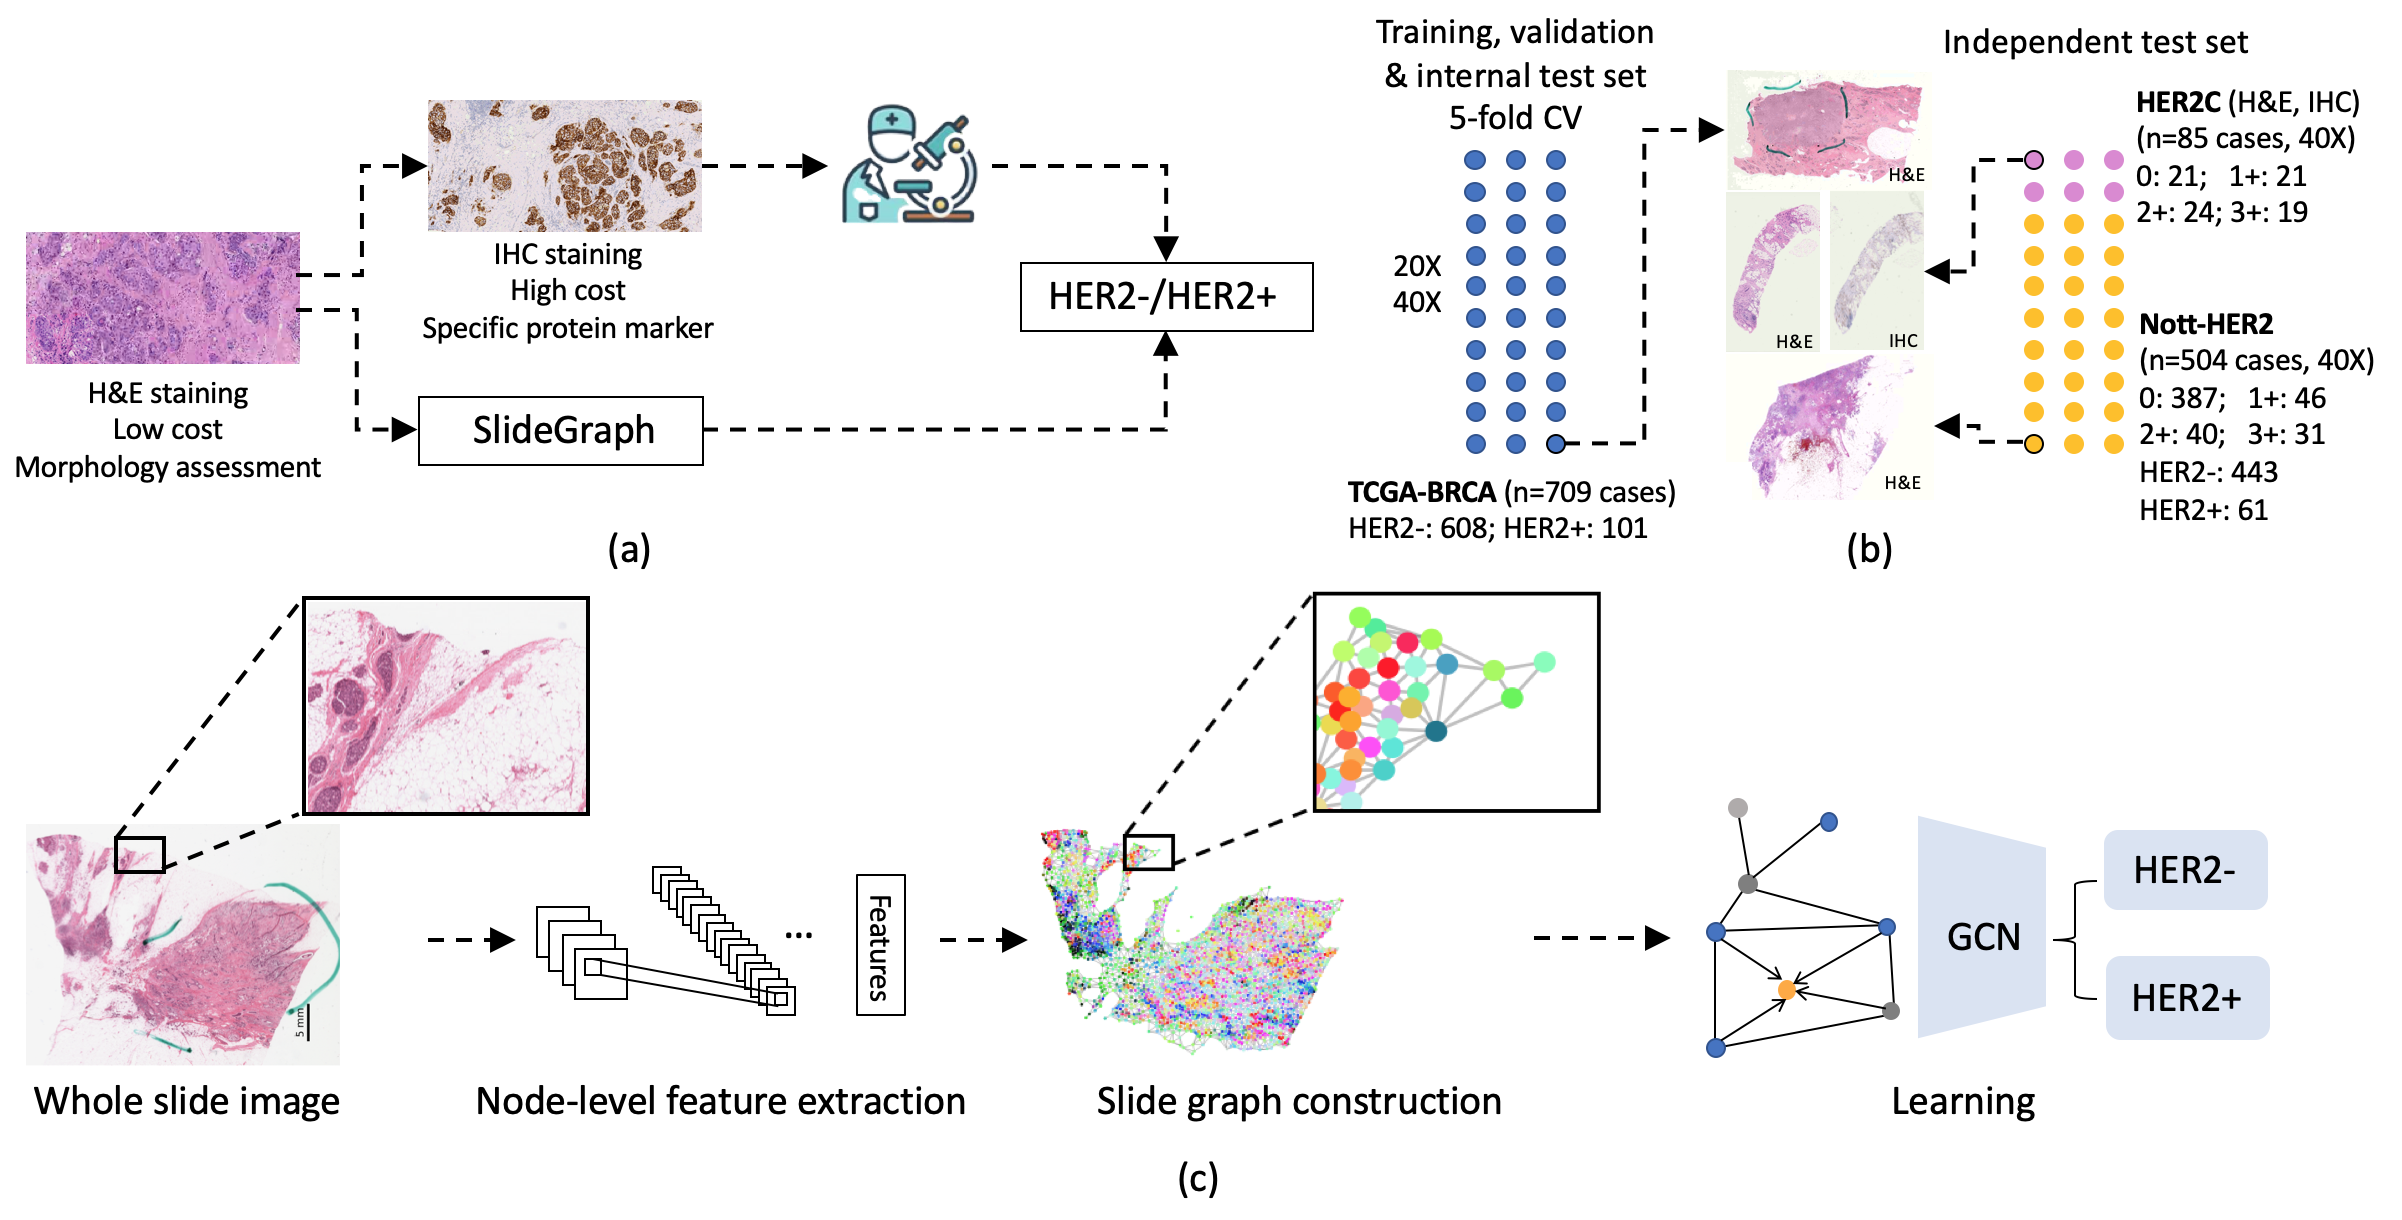 H&E staining
Low cost
Morphology assessment
IHC staining
High cost
Specific protein marker
SlideGraph
HER2-/HER2+
(a)
Training, validation
& internal test set
5-fold CV
20X
40X
TCGA-BRCA (n=709 cases)
HER2-: 608; HER2+: 101
Independent test set
H&E
H&E
IHC
H&E
HER2C (H&E, IHC)
(n=85 cases, 40X)
0: 21; 1+: 21
2+: 24; 3+: 19
Nott-HER2
(n=504 cases, 40X)
0: 387; 1+: 46
2+: 40; 3+: 31
HER2-: 443
HER2+: 61
(b)
5 mm
Whole slide image
...
Features
Node-level feature extraction
Slide graph construction
GCN
HER2-
HER2+
Learning
(c)